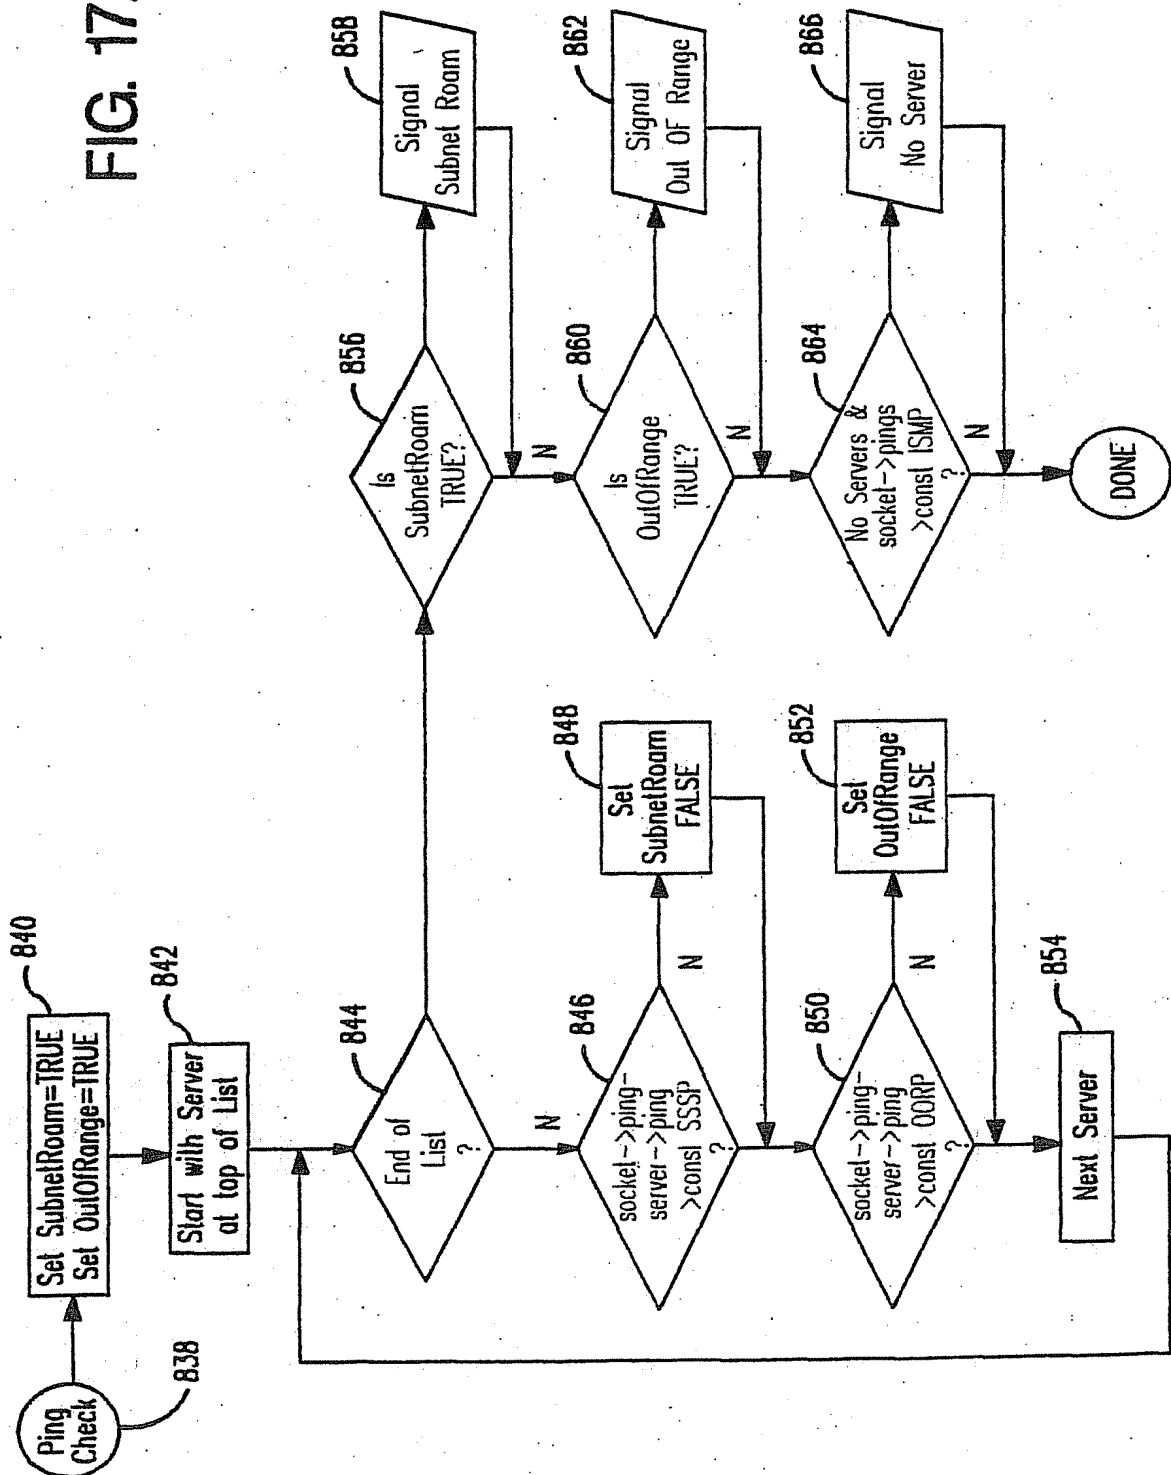 FIG. 17
Ping
Check
838
Set SubnetRoam=TRUE
Set OutOfRange=TRUE
840
Start with Server
at top of List
842
End of
List
?
844
N
socket->ping-
server->ping
>const SSSP
?
846
N
Set
SubnetRoam
FALSE
848
socket->ping-
server->ping
>const OORP
?
850
N
Set
OutOfRange
FALSE
852
Next Server
854
Is
SubnetRoam
TRUE?
856
N
Signal
Subnet Roam
858
Is
OutOfRange
TRUE?
860
N
Signal
Out OF Range
862
No Servers &
socket->pings
>const ISMP
?
864
N
Signal
No Server
866
DONE